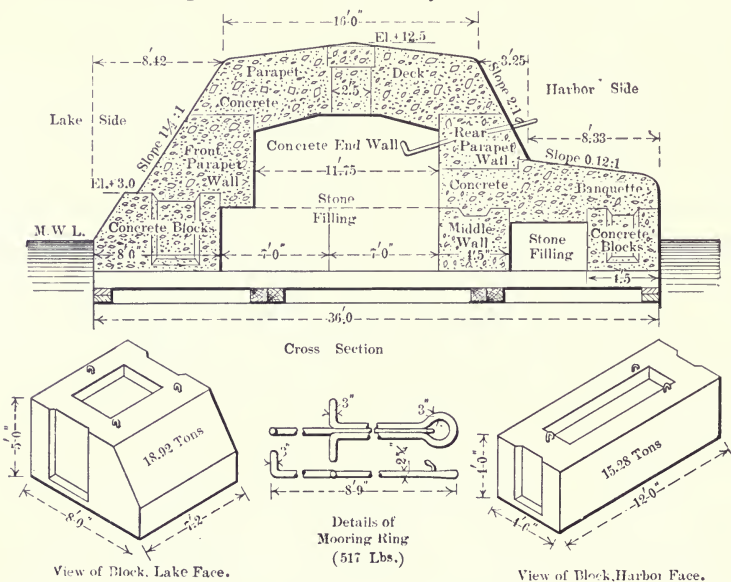 16'0"
El.+12.5
8.42'
3.25'
Parapet
Deck
Concrete
2.5'
Slope 2:1
Harbor Side
Lake Side
8.33'
Slope 1½:1
Concrete End Wall
Rear
Parapet
Wall
Front
Parapet
Wall
11.75'
Slope 0.12:1
El.+3.0
Stone
Filling
Concrete
Banquette
M.W.L.
Concrete Blocks
Middle
Wall
Stone
Filling
Concrete
Blocks
8.0'
7'0"
7'0"
4.5'
4.5'
36.0'
Cross Section
5'0"
18.92 Tons
8'0"
7'2"
View of Block, Lake Face.
3"
3"
3"
2¾"
8'9"
Details of
Mooring Ring
(517 Lbs.)
4'0"
15.28 Tons
4'6"
12'0"
View of Block, Harbor Face.